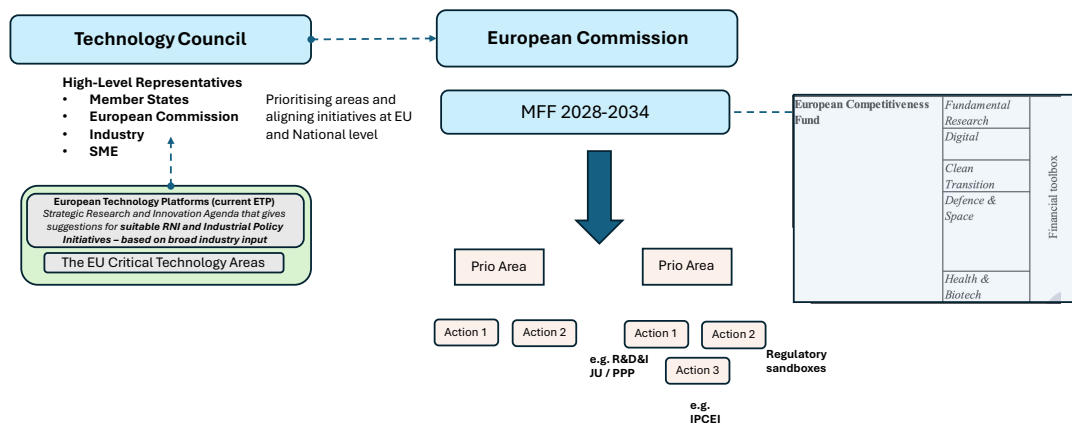 Technology Council
European Commission
High-Level Representatives
• Member States
• European Commission
• Industry
• SME
Prioritising areas and
aligning initiatives at EU
and National level
European Technology Platforms (current ETP)
Strategic Research and Innovation Agenda that gives
suggestions for suitable RNI and Industrial Policy
Initiatives – based on broad industry input
The EU Critical Technology Areas
MFF 2028-2034
European Competitiveness
Fund
Fundamental
Research
Digital
Clean
Transition
Defence &
Space
Health &
Biotech
Financial toolbox
Prio Area
Prio Area
Action 1
Action 2
Action 1
Action 2
e.g. R&D&I
JU / PPP
Action 3
Regulatory
sandboxes
e.g.
IPCEI